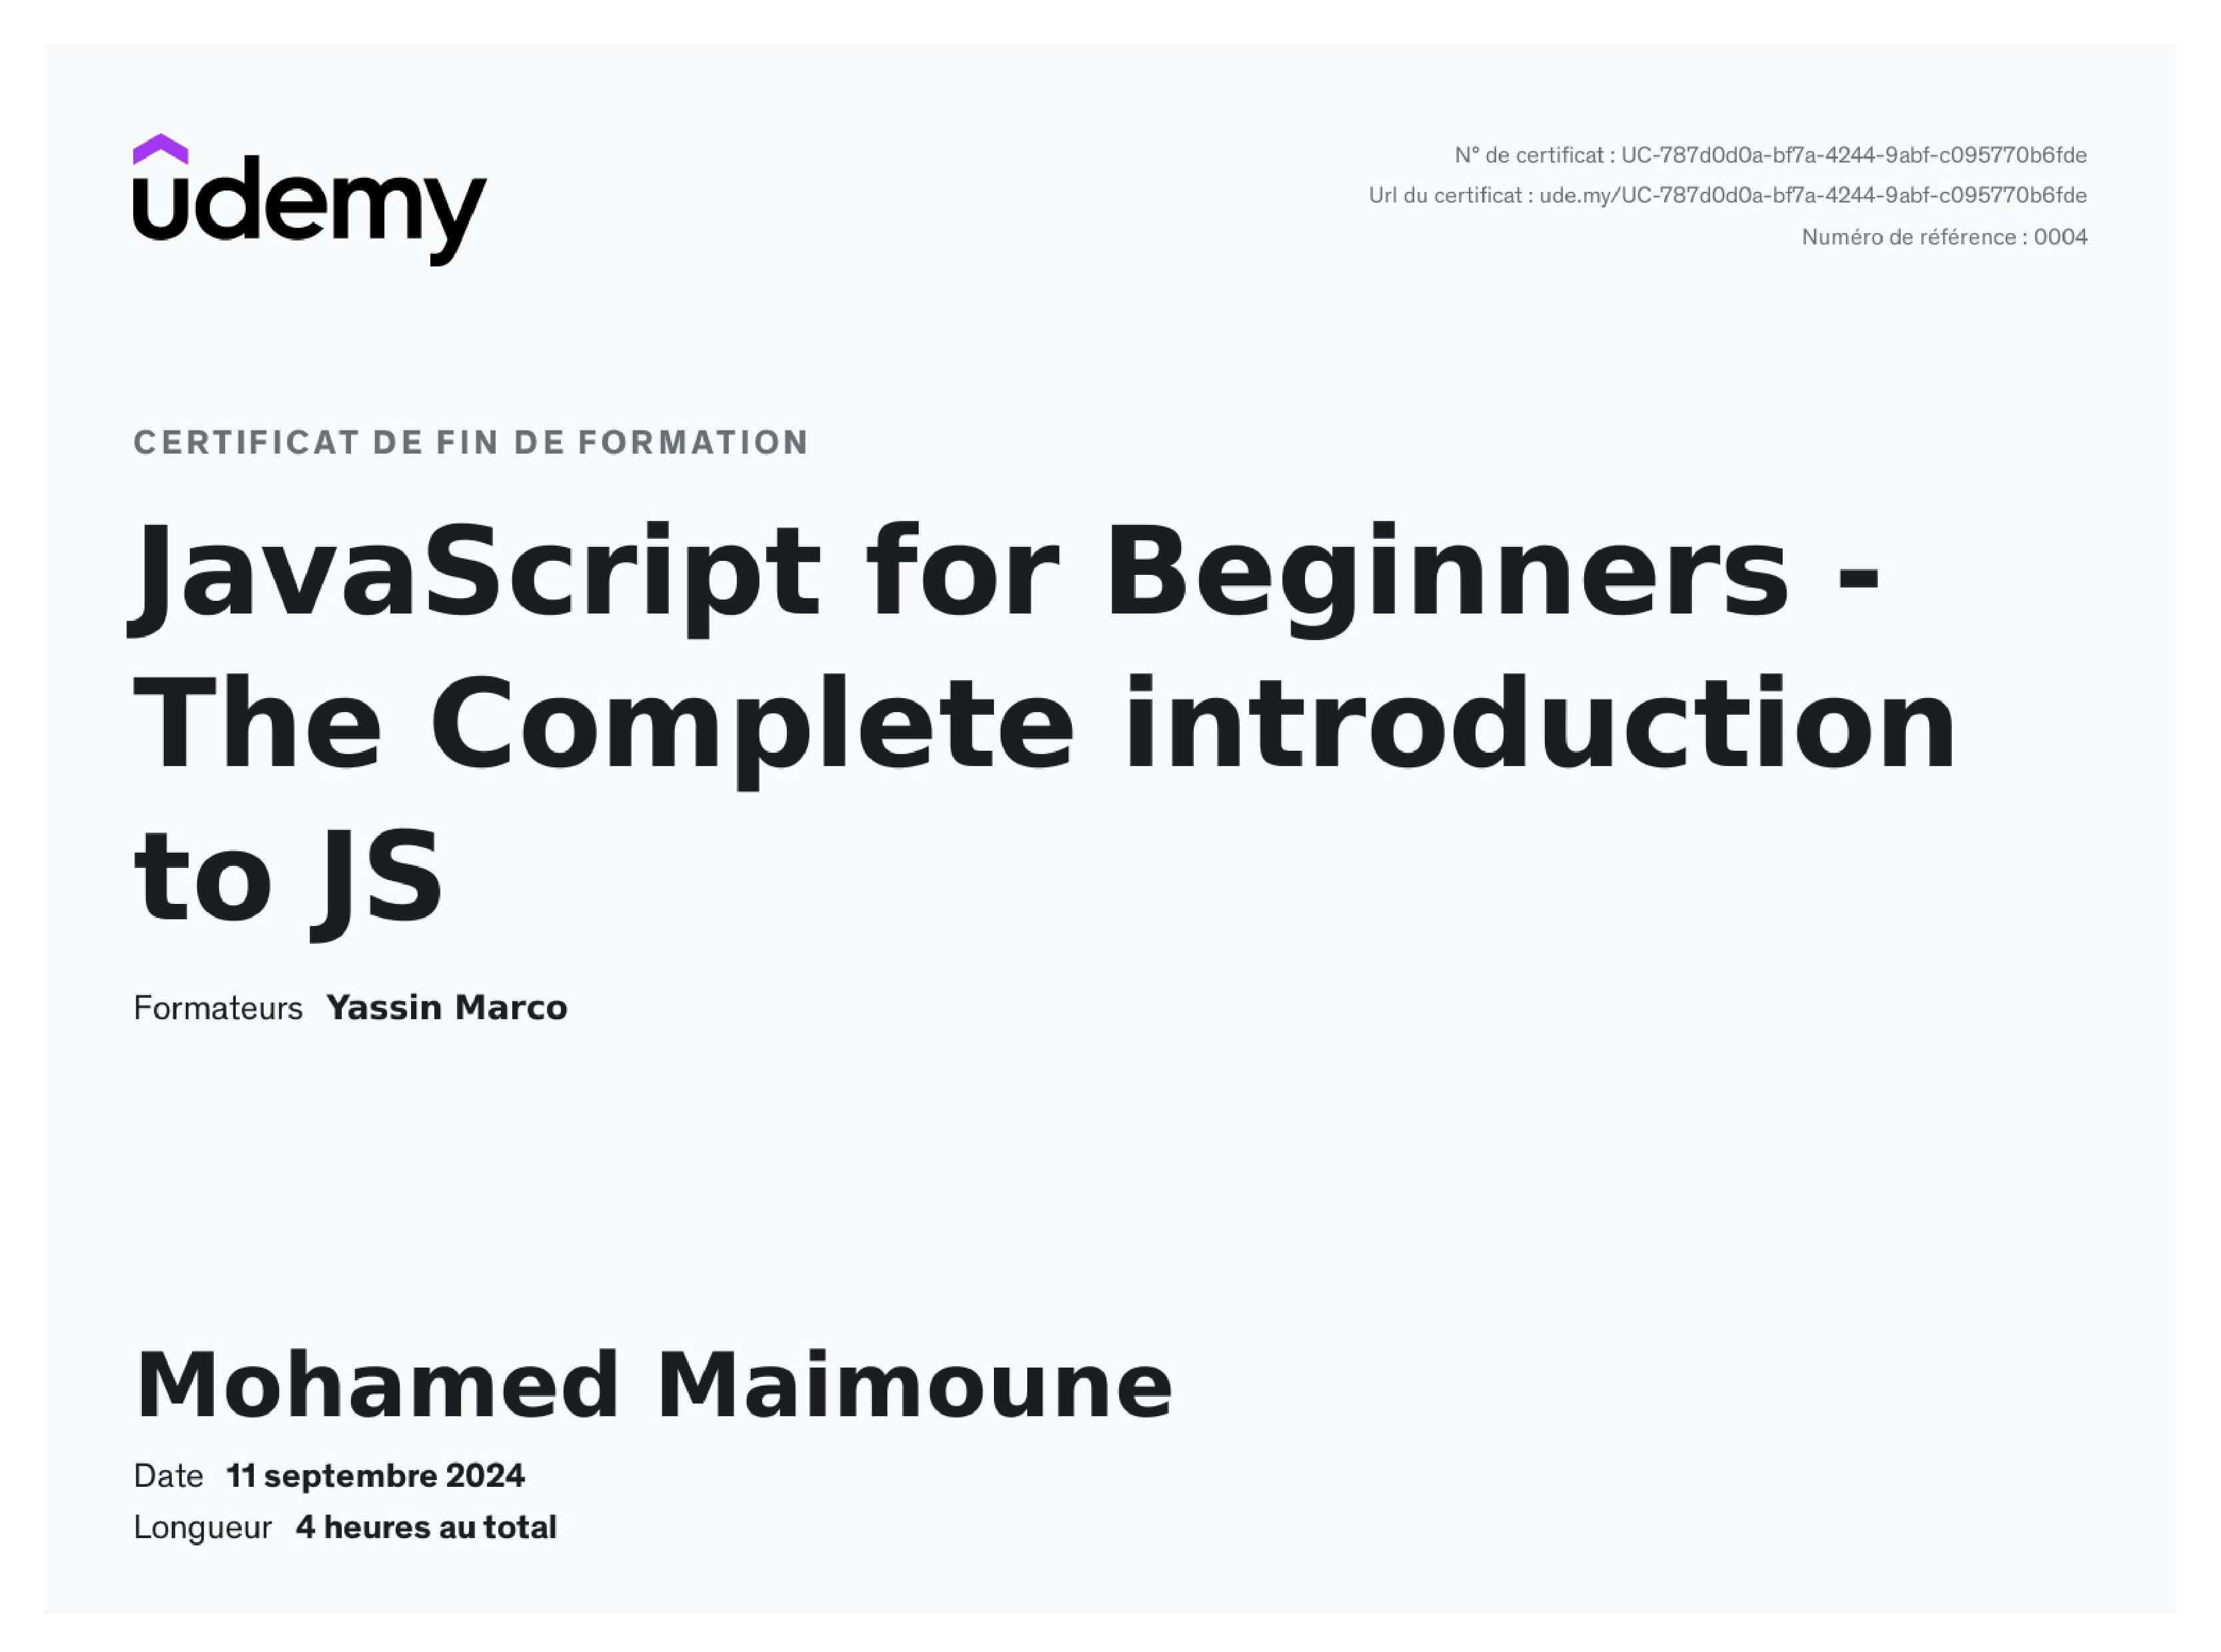 udemy
N° de certificat : UC-787d0d0a-bf7a-4244-9abf-c095770b6fde
Url du certificat : ude.my/UC-787d0d0a-bf7a-4244-9abf-c095770b6fde
Numéro de référence : 0004
CERTIFICAT DE FIN DE FORMATION
JavaScript for Beginners -
The Complete introduction
to JS
Formateurs Yassin Marco
Mohamed Maimoune
Date 11 septembre 2024
Longueur 4 heures au total